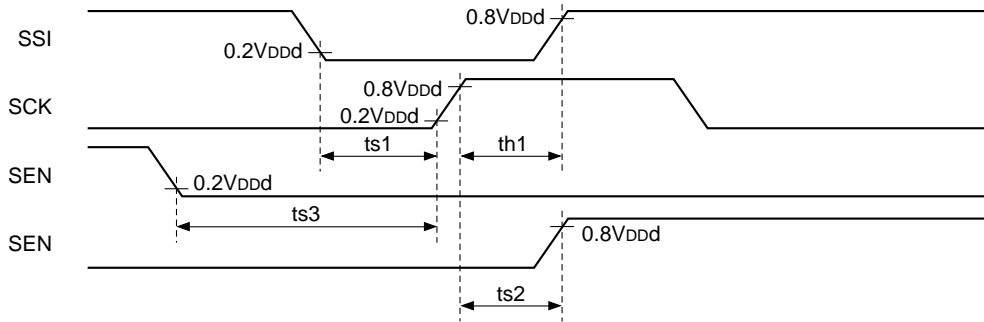 SSI
0.8VDDd
0.2VDDd
SCK
0.8VDDd
0.2VDDd
ts1
th1
SEN
0.2VDDd
ts3
SEN
0.8VDDd
ts2